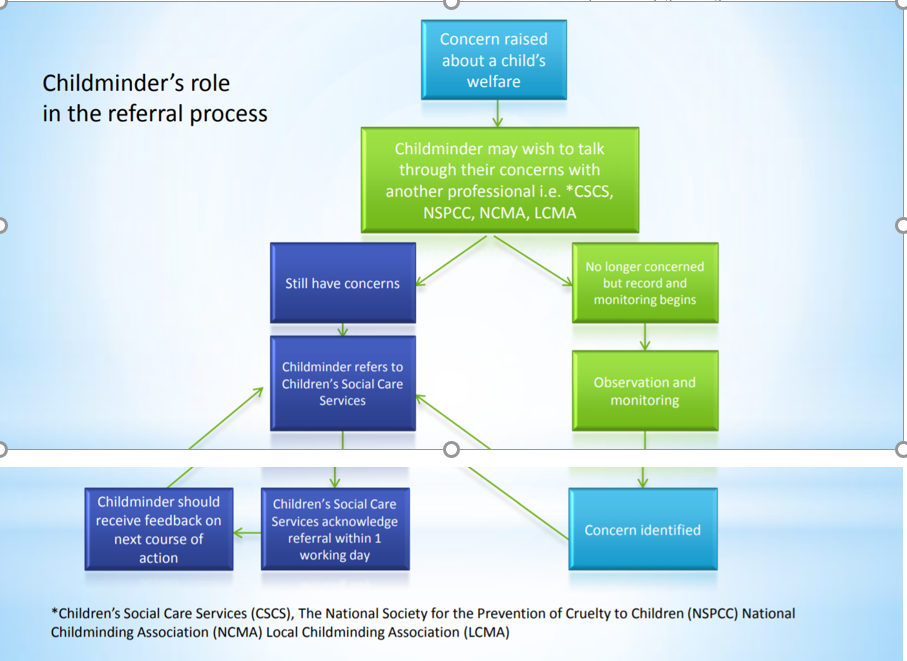 Childminder's role
in the referral process
Concern raised
about a child's
welfare
Childminder may wish to talk
through their concerns with
another professional i.e. *CSCS,
NSPCC, NCMA, LCMA
Still have concerns
No longer concerned
but record and
monitoring begins
Childminder refers to
Children's Social Care
Services
Observation and
monitoring
Childminder should
receive feedback on
next course of
action
Children's Social Care
Services acknowledge
referral within 1
working day
Concern identified
*Children's Social Care Services (CSCS), The National Society for the Prevention of Cruelty to Children (NSPCC) National
Childminding Association (NCMA) Local Childminding Association (LCMA)